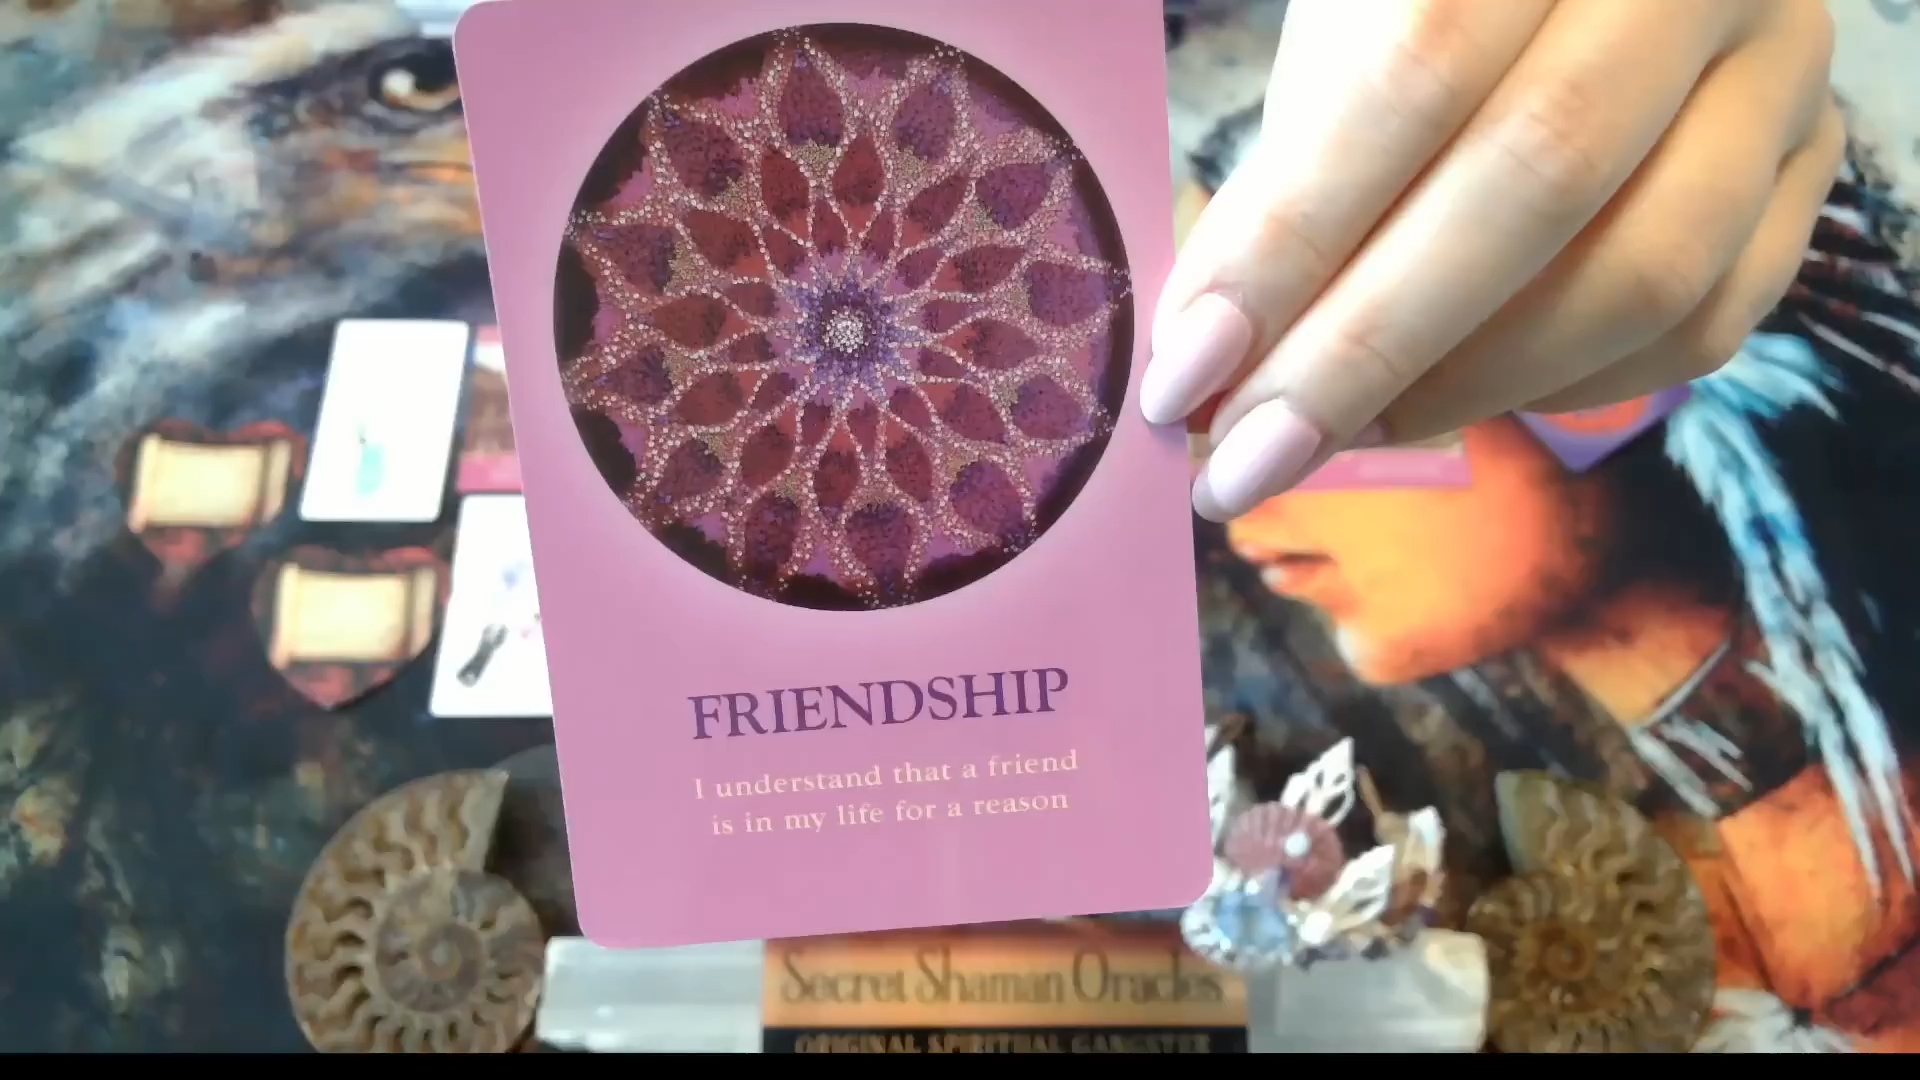 FRIENDSHIP
I understand that a friend
is in my life for a reason
Secret Shaman Oracles
ORIGINAL SPIRITUAL GANGSTER